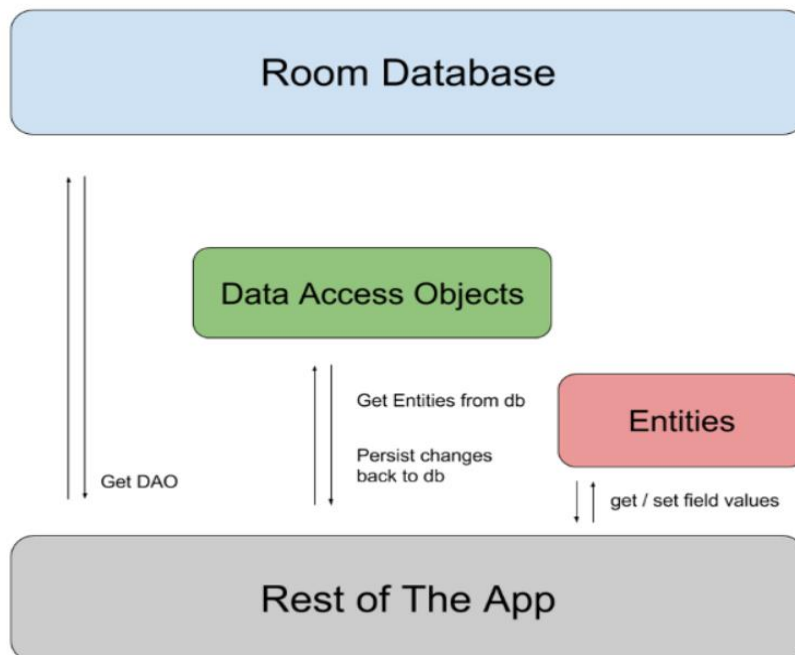 Room Database
Data Access Objects
Get Entities from db
Entities
Persist changes
back to db
Get DAO
get / set field values
Rest of The App